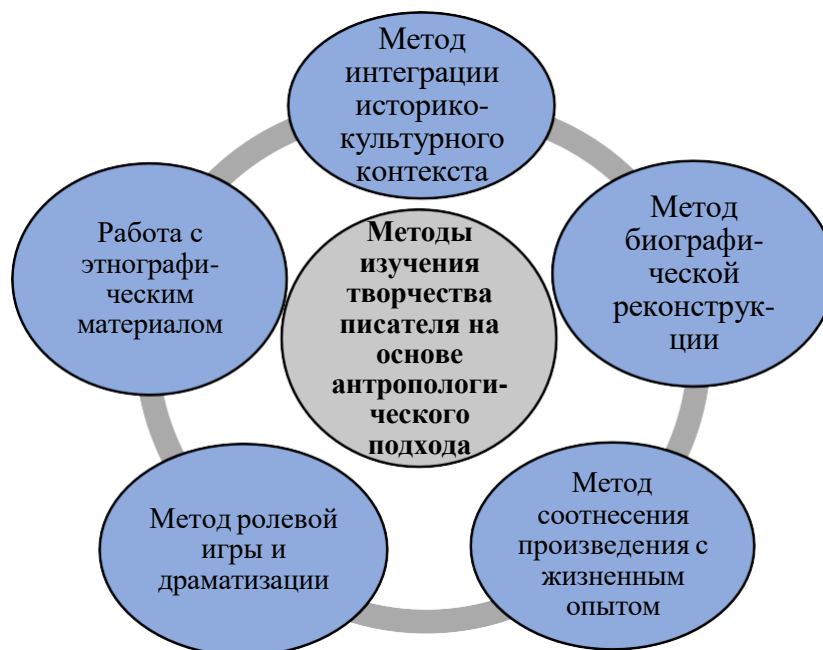 Метод
интеграции
историко-
культурного
контекста
Метод
биографи-
ческой
реконструк-
ции
Метод
соотнесения
произведения с
жизненным
опытом
Метод ролевой
игры и
драматизации
Работа с
этнографи-
ческим
материалом
Методы
изучения
творчества
писателя на
основе
антропологи-
ческого
подхода